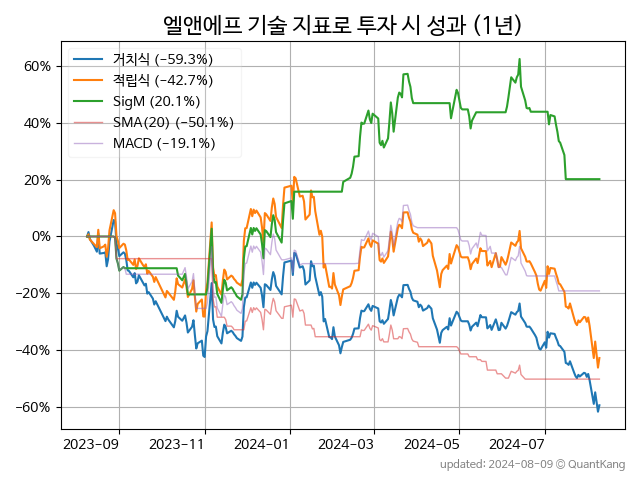 엘앤에프 기술 지표로 투자 시 성과 (1년)
거치식 (−59.3%)
적립식 (−42.7%)
SigM (20.1%)
SMA(20) (−50.1%)
MACD (−19.1%)
60%
40%
20%
0%
−20%
−40%
−60%
2023-09
2023-11
2024-01
2024-03
2024-05
2024-07
updated: 2024-08-09 © QuantKang